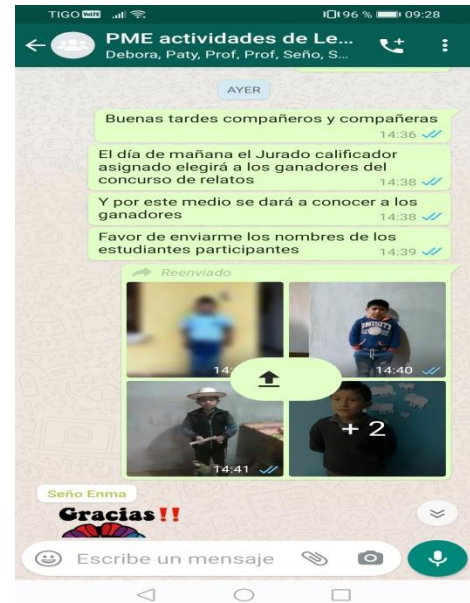 TIGO VoLTE 96 % 09:28
PME actividades de Le...
Debora, Paty, Prof, Prof, Seño, S...
AYER
Buenas tardes compañeros y compañeras
14:36
El día de mañana el Jurado calificador
asignado elegirá a los ganadores del
concurso de relatos
14:38
Y por este medio se dará a conocer a los
ganadores
14:38
Favor de enviarme los nombres de los
estudiantes participantes
14:39
Reenviado
14:40
14:41
+ 2
Seño Enma
Gracias!!
Escribe un mensaje